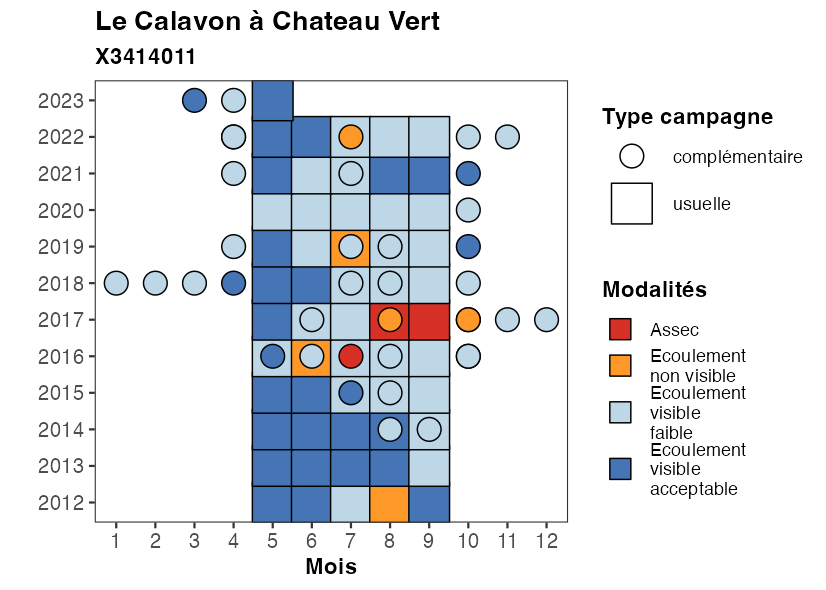 Le Calavon à Chateau Vert
X3414011
2023
2022
2021
2020
2019
2018
2017
2016
2015
2014
2013
2012
1 2 3 4 5 6 7 8 9 10 11 12
Mois
Type campagne
complémentaire
usuelle
Modalités
Assec
Ecoulement
non visible
Ecoulement
visible
faible
Ecoulement
visible
acceptable